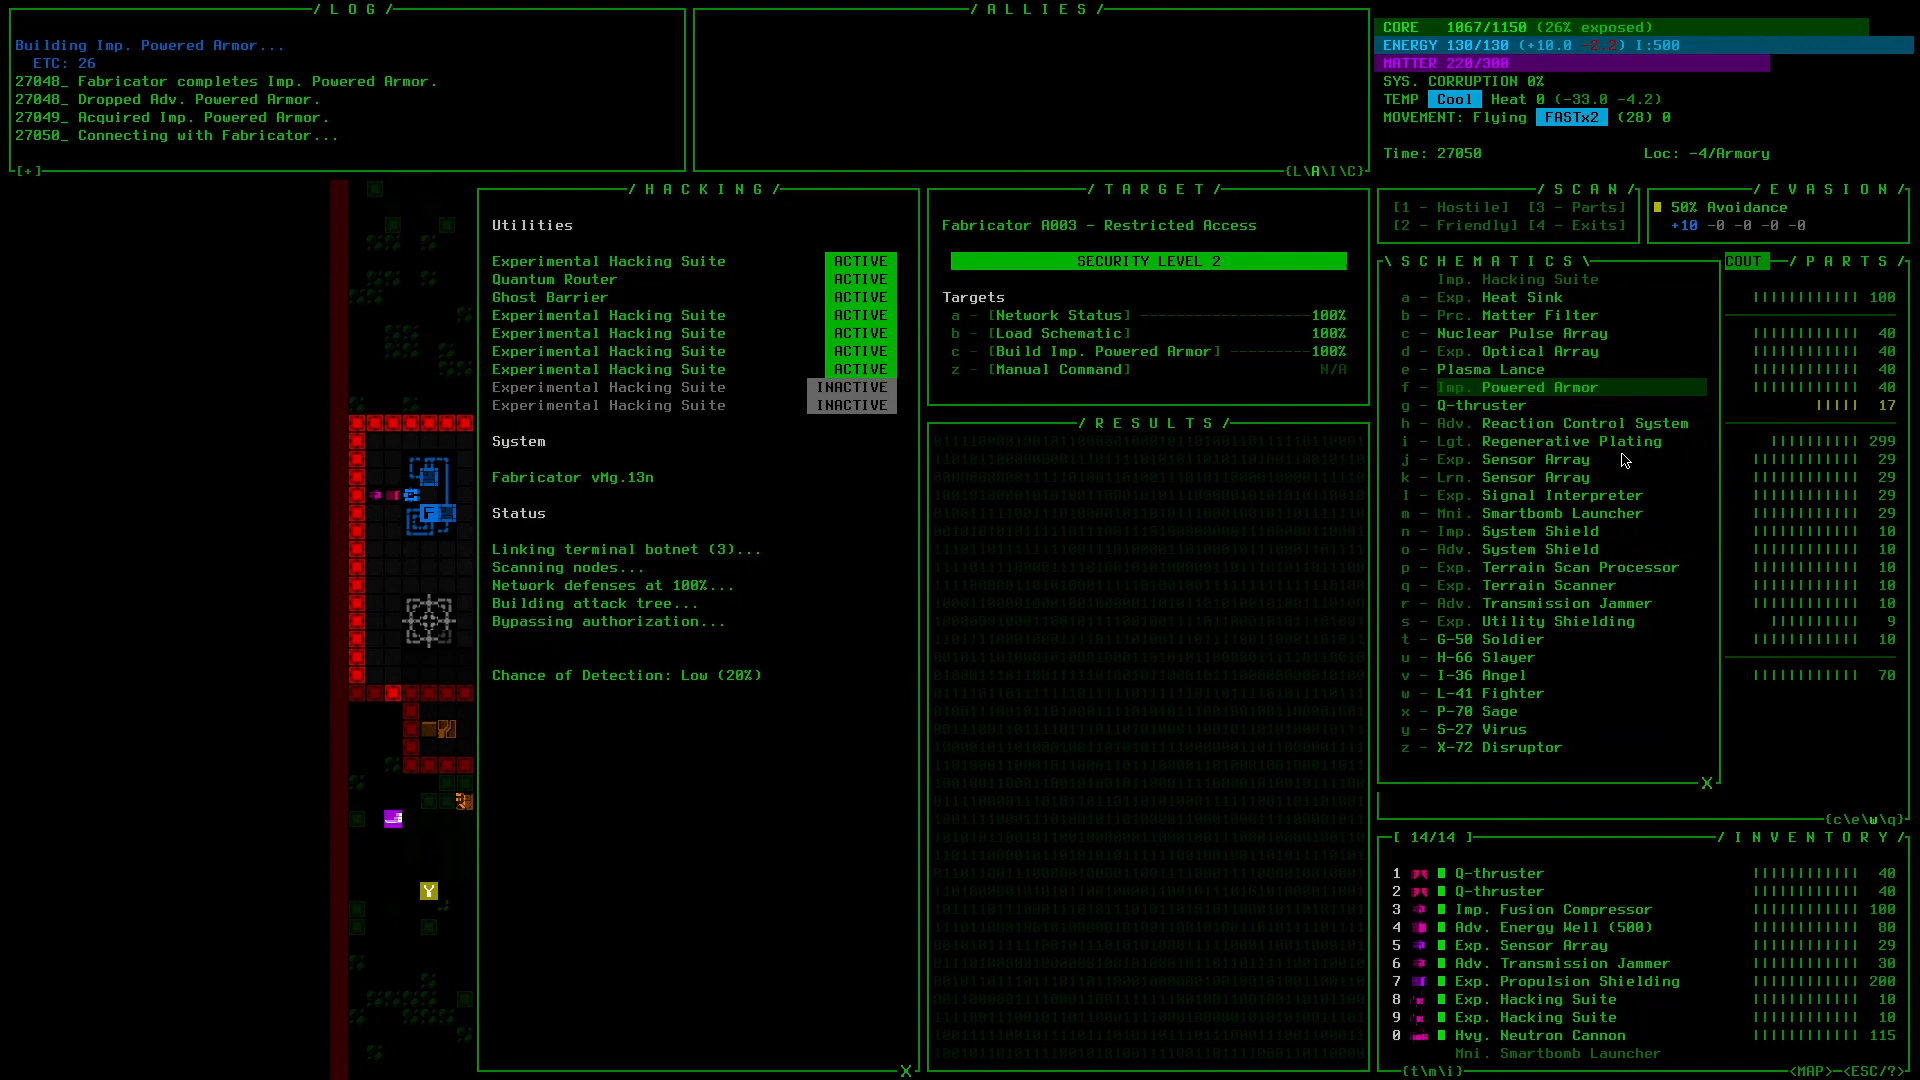 / L O G /
Building Imp. Powered Armor...
ETC: 26
27048_ Fabricator completes Imp. Powered Armor.
27048_ Dropped Adv. Powered Armor.
27049_ Acquired Imp. Powered Armor.
27050_ Connecting with Fabricator...
[+]
/ A L L I E S /
(L\A\I\C)
CORE 1067/1150 (26% exposed)
ENERGY 130/130 (+10.0 -2.2) I:500
MATTER 220/300
SYS. CORRUPTION 0%
TEMP Cool Heat 0 (-33.0 -4.2)
MOVEMENT: Flying FASTx2 (28) 0
Time: 27050 Loc: -4/Armory
/ H A C K I N G /
Utilities
Experimental Hacking Suite ACTIVE
Quantum Router ACTIVE
Ghost Barrier ACTIVE
Experimental Hacking Suite ACTIVE
Experimental Hacking Suite ACTIVE
Experimental Hacking Suite ACTIVE
Experimental Hacking Suite ACTIVE
Experimental Hacking Suite INACTIVE
Experimental Hacking Suite INACTIVE
System
Fabricator vMg.13n
Status
Linking terminal botnet (3)...
Scanning nodes...
Network defenses at 100%...
Building attack tree...
Bypassing authorization...
Chance of Detection: Low (20%)
X
/ T A R G E T /
Fabricator A003 - Restricted Access
SECURITY LEVEL 2
Targets
a - [Network Status] 100%
b - [Load Schematic] 100%
c - [Build Imp. Powered Armor] 100%
z - [Manual Command] N/A
/ R E S U L T S /
/ S C A N /
[1 - Hostile] [3 - Parts]
[2 - Friendly] [4 - Exits]
/ E V A S I O N /
50% Avoidance
+10 -0 -0 -0 -0
\ S C H E M A T I C S \
Imp. Hacking Suite
a - Exp. Heat Sink
b - Prc. Matter Filter
c - Nuclear Pulse Array
d - Exp. Optical Array
e - Plasma Lance
f - Imp. Powered Armor
g - Q-thruster
h - Adv. Reaction Control System
i - Lgt. Regenerative Plating
j - Exp. Sensor Array
k - Lrn. Sensor Array
l - Exp. Signal Interpreter
m - Mni. Smartbomb Launcher
n - Imp. System Shield
o - Adv. System Shield
p - Exp. Terrain Scan Processor
q - Exp. Terrain Scanner
r - Adv. Transmission Jammer
s - Exp. Utility Shielding
t - G-50 Soldier
u - H-66 Slayer
v - I-36 Angel
w - L-41 Fighter
x - P-70 Sage
y - S-27 Virus
z - X-72 Disruptor
X
COUT / P A R T S /
100
40
40
40
40
17
299
29
29
29
29
10
10
10
10
10
9
10
70
(c\e\w\q)
[ 14/14 ] / I N V E N T O R Y /
1 Q-thruster 40
2 Q-thruster 40
3 Imp. Fusion Compressor 100
4 Adv. Energy Well (500) 80
5 Exp. Sensor Array 29
6 Adv. Transmission Jammer 30
7 Exp. Propulsion Shielding 200
8 Exp. Hacking Suite 10
9 Exp. Hacking Suite 10
0 Hvy. Neutron Cannon 115
Mni. Smartbomb Launcher
(t\m\i) <MAP> <ESC/?>
F
Y